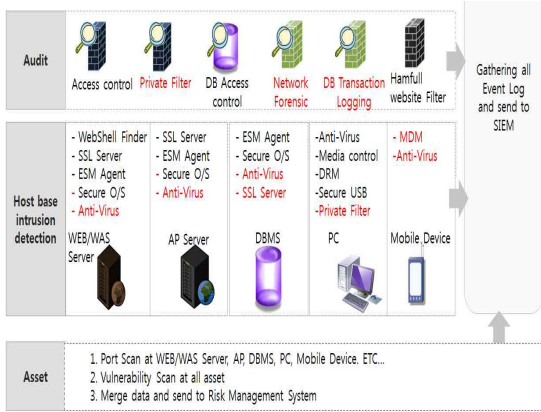 Audit
Access control
Private Filter
DB Access
control
Network
Forensic
DB Transaction
Logging
Hamfull
website Filter
Gathering all
Event Log
and send to
SIEM
Host base
intrusion
detection
- WebShell Finder
- SSL Server
- ESM Agent
- Secure O/S
- Anti-Virus
WEB/WAS
Server
- SSL Server
- ESM Agent
- Secure O/S
- Anti-Virus
AP Server
- ESM Agent
- Secure O/S
- Anti-Virus
- SSL Server
DBMS
-Anti-Virus
-Media control
-DRM
-Secure USB
-Private Filter
PC
- MDM
-Anti-Virus
Mobile Device
Asset
1. Port Scan at WEB/WAS Server, AP, DBMS, PC, Mobile Device. ETC...
2. Vulnerability Scan at all asset
3. Merge data and send to Risk Management System